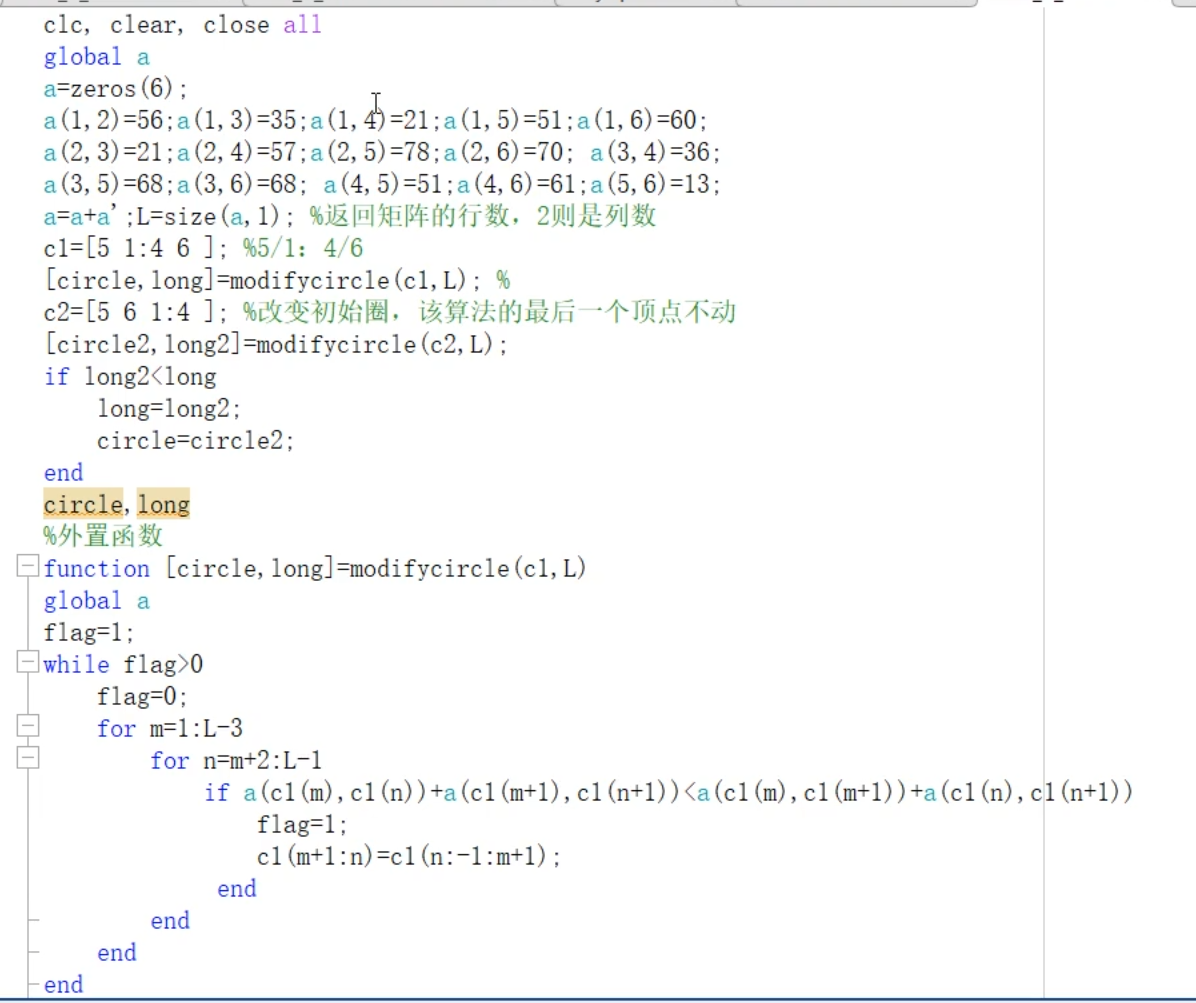 clc, clear, close all
global a
a=zeros(6);
a(1,2)=56;a(1,3)=35;a(1,4)=21;a(1,5)=51;a(1,6)=60;
a(2,3)=21;a(2,4)=57;a(2,5)=78;a(2,6)=70; a(3,4)=36;
a(3,5)=68;a(3,6)=68; a(4,5)=51;a(4,6)=61;a(5,6)=13;
a=a+a';L=size(a,1); %返回矩阵的行数，2则是列数
c1=[5 1:4 6 ]; %5/1：4/6
[circle,long]=modifycircle(c1,L); %
c2=[5 6 1:4 ]; %改变初始圈，该算法的最后一个顶点不动
[circle2,long2]=modifycircle(c2,L);
if long2<long
    long=long2;
    circle=circle2;
end
circle,long
%外置函数
function [circle,long]=modifycircle(c1,L)
global a
flag=1;
while flag>0
    flag=0;
    for m=1:L-3
        for n=m+2:L-1
            if a(c1(m),c1(n))+a(c1(m+1),c1(n+1))<a(c1(m),c1(m+1))+a(c1(n),c1(n+1))
                flag=1;
                c1(m+1:n)=c1(n:-1:m+1);
            end
        end
    end
end